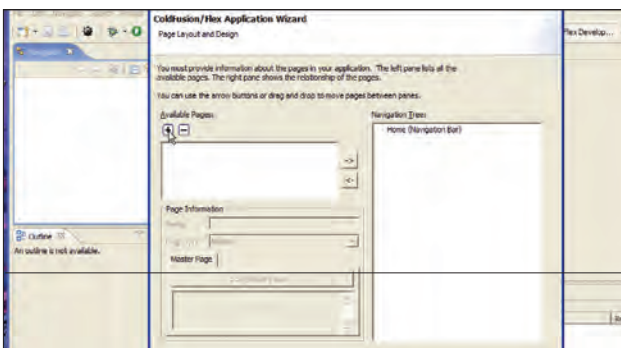 ColdFusion/Flex Application Wizard
Page Layout and Design
Flex Develop...
You must provide information about the pages in your application. The left pane lists all the
available pages. The right pane shows the relationship of the pages.
You can use the arrow buttons or drag and drop to move pages between panes.
Available Pages:
Navigation Tree:
Home (Navigation Bar)
->
<-
Page Information
Master Page
Outline
An outline is not available.